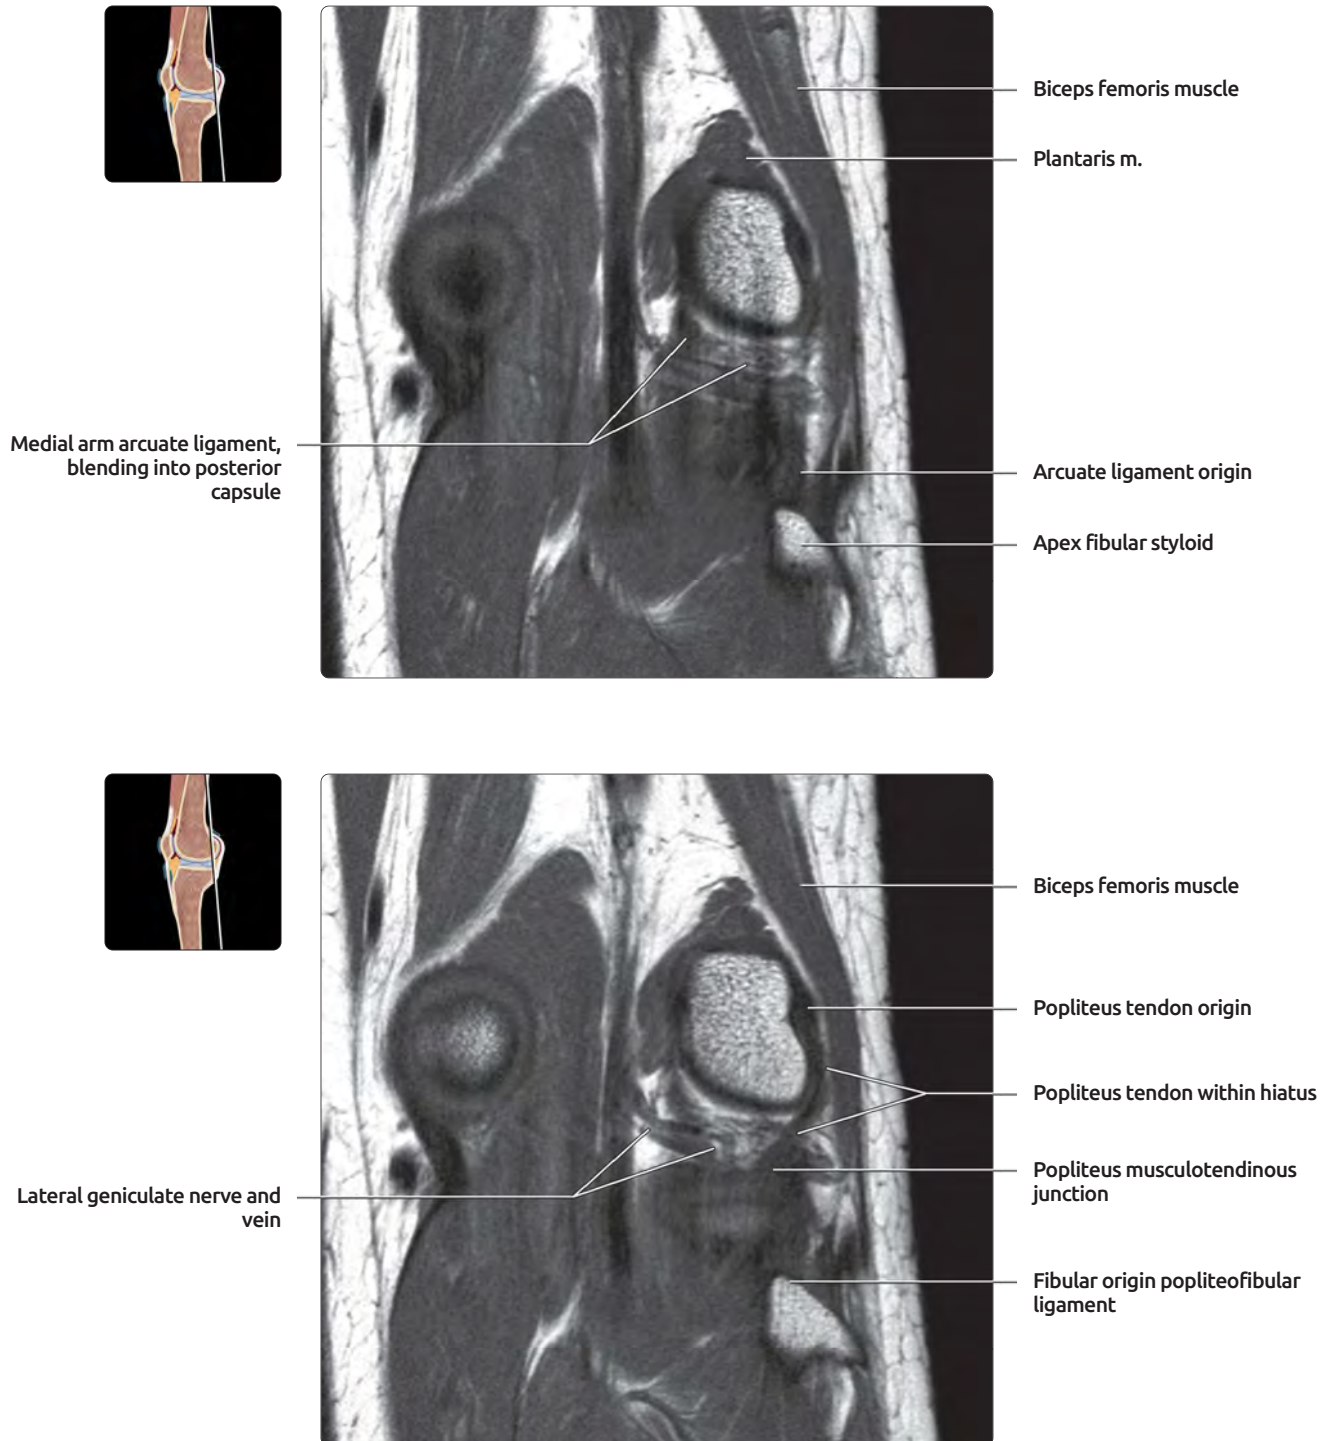 Biceps femoris muscle
Plantaris m.
Medial arm arcuate ligament,
blending into posterior
capsule
Arcuate ligament origin
Apex fibular styloid
Biceps femoris muscle
Popliteus tendon origin
Popliteus tendon within hiatus
Popliteus musculotendinous
junction
Lateral geniculate nerve and
vein
Fibular origin popliteofibular
ligament